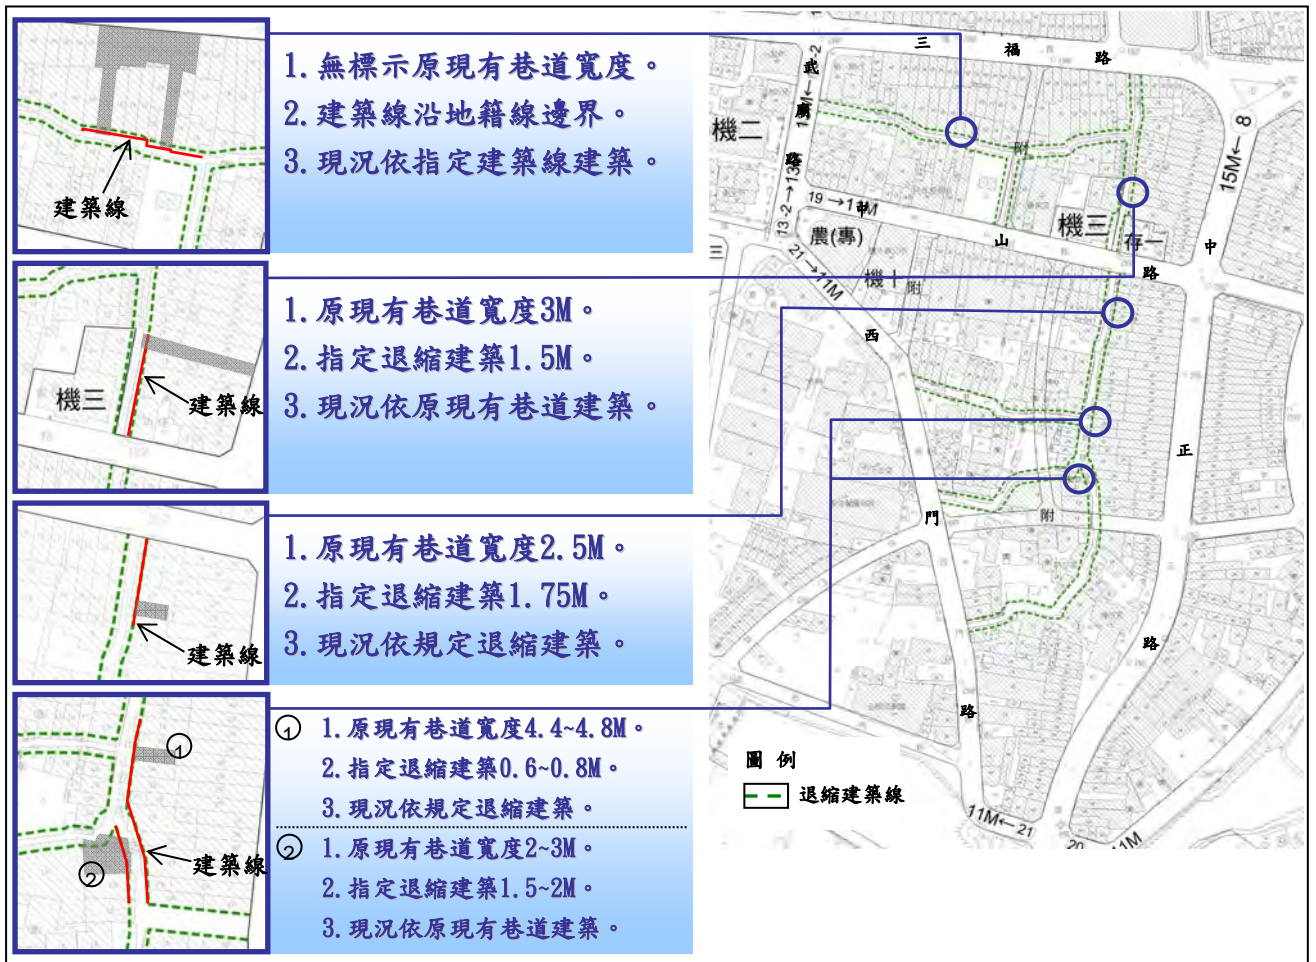 1. 無標示原現有巷道寬度。
2. 建築線沿地籍線邊界。
3. 現況依指定建築線建築。
建築線
1. 原現有巷道寬度3M。
2. 指定退縮建築1.5M。
3. 現況依原現有巷道建築。
機三
建築線
1. 原現有巷道寬度2.5M。
2. 指定退縮建築1.75M。
3. 現況依規定退縮建築。
建築線
① 1. 原現有巷道寬度4.4~4.8M。
2. 指定退縮建築0.6~0.8M。
3. 現況依規定退縮建築。
② 1. 原現有巷道寬度2~3M。
2. 指定退縮建築1.5~2M。
3. 現況依原現有巷道建築。
①
②
建築線
三福路
武廟路
機二
15M← 8
19→11M
中山路
機三
存一
農(專)
附
三
21→11M
機十
附
西門路
中正路
附
圖 例
退縮建築線
11M←21